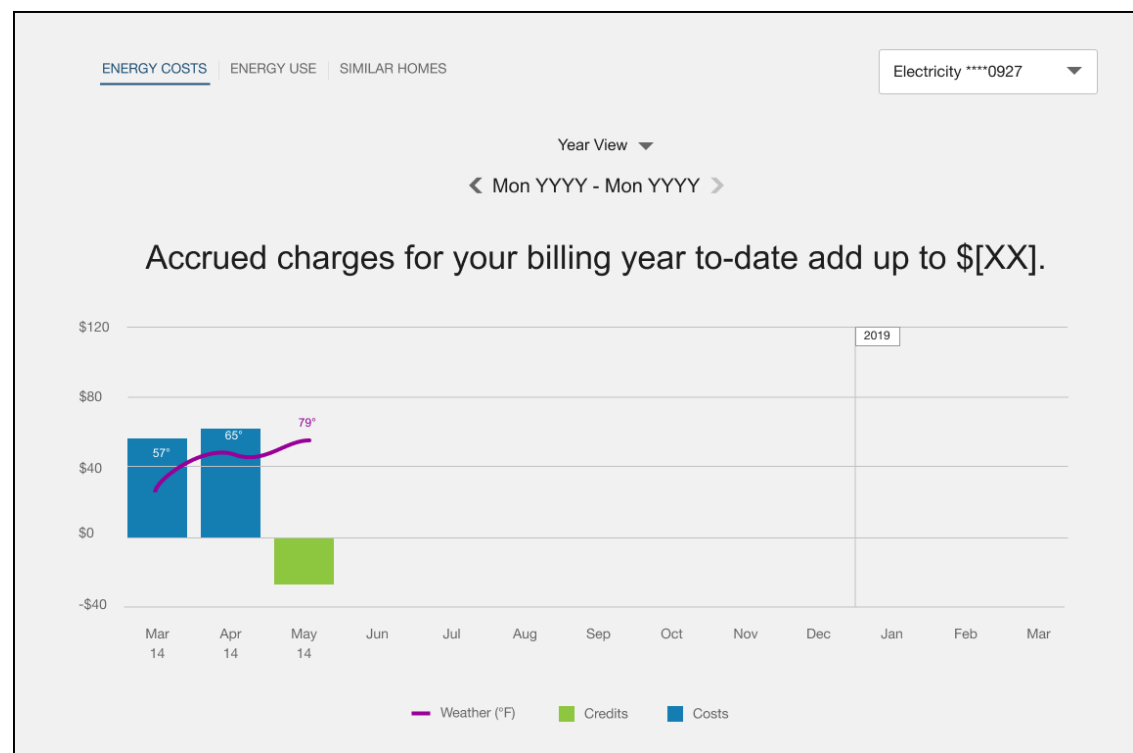 ENERGY COSTS ENERGY USE SIMILAR HOMES
Electricity ****0927
Year View
Mon YYYY - Mon YYYY
Accrued charges for your billing year to-date add up to $[XX].
$120
2019
$80
79°
65°
57°
$40
$0
-$40
Mar Apr May Jun Jul Aug Sep Oct Nov Dec Jan Feb Mar
14 14 14
Weather (°F) Credits Costs